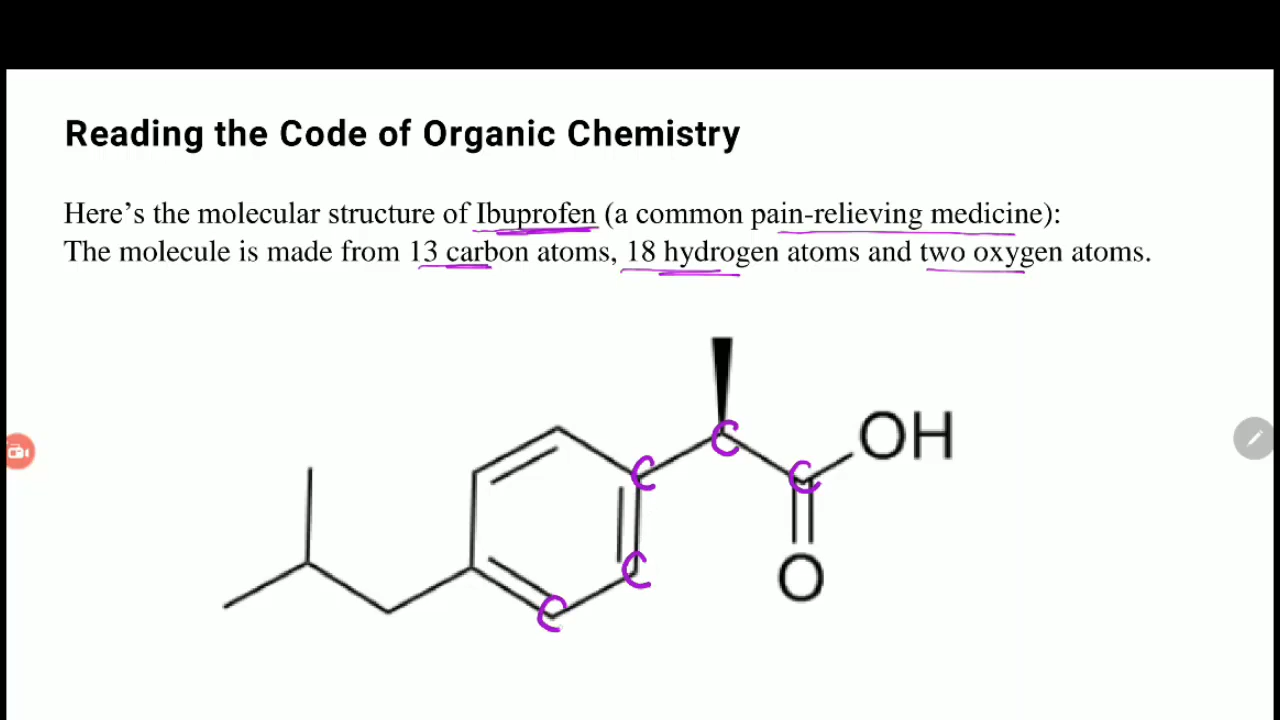 Reading the Code of Organic Chemistry
Here’s the molecular structure of Ibuprofen (a common pain-relieving medicine):
The molecule is made from 13 carbon atoms, 18 hydrogen atoms and two oxygen atoms.
OH
C
C
C
C
C
O